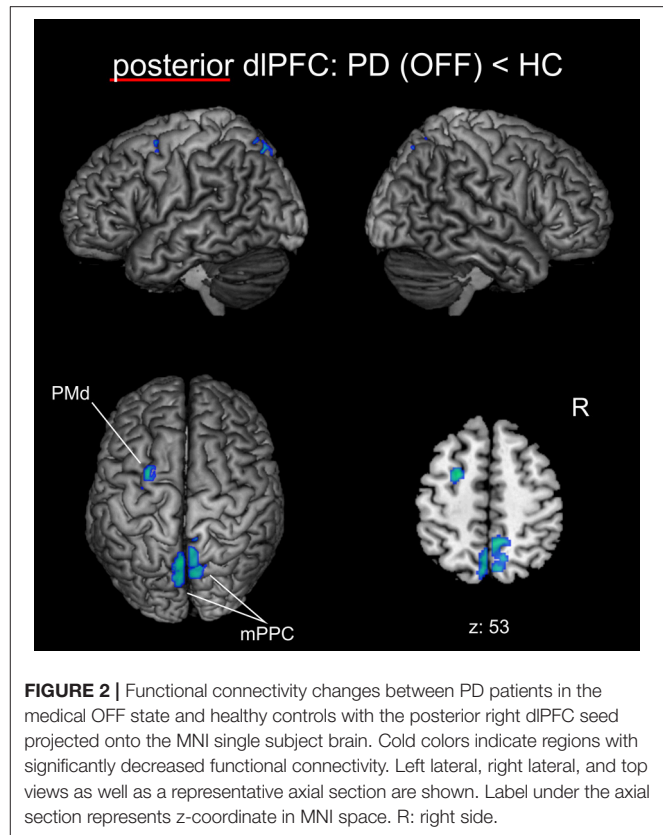 posterior dlPFC: PD (OFF) < HC
PMd
R
mPPC
z: 53
FIGURE 2 | Functional connectivity changes between PD patients in the
medical OFF state and healthy controls with the posterior right dlPFC seed
projected onto the MNI single subject brain. Cold colors indicate regions with
significantly decreased functional connectivity. Left lateral, right lateral, and top
views as well as a representative axial section are shown. Label under the axial
section represents z-coordinate in MNI space. R: right side.